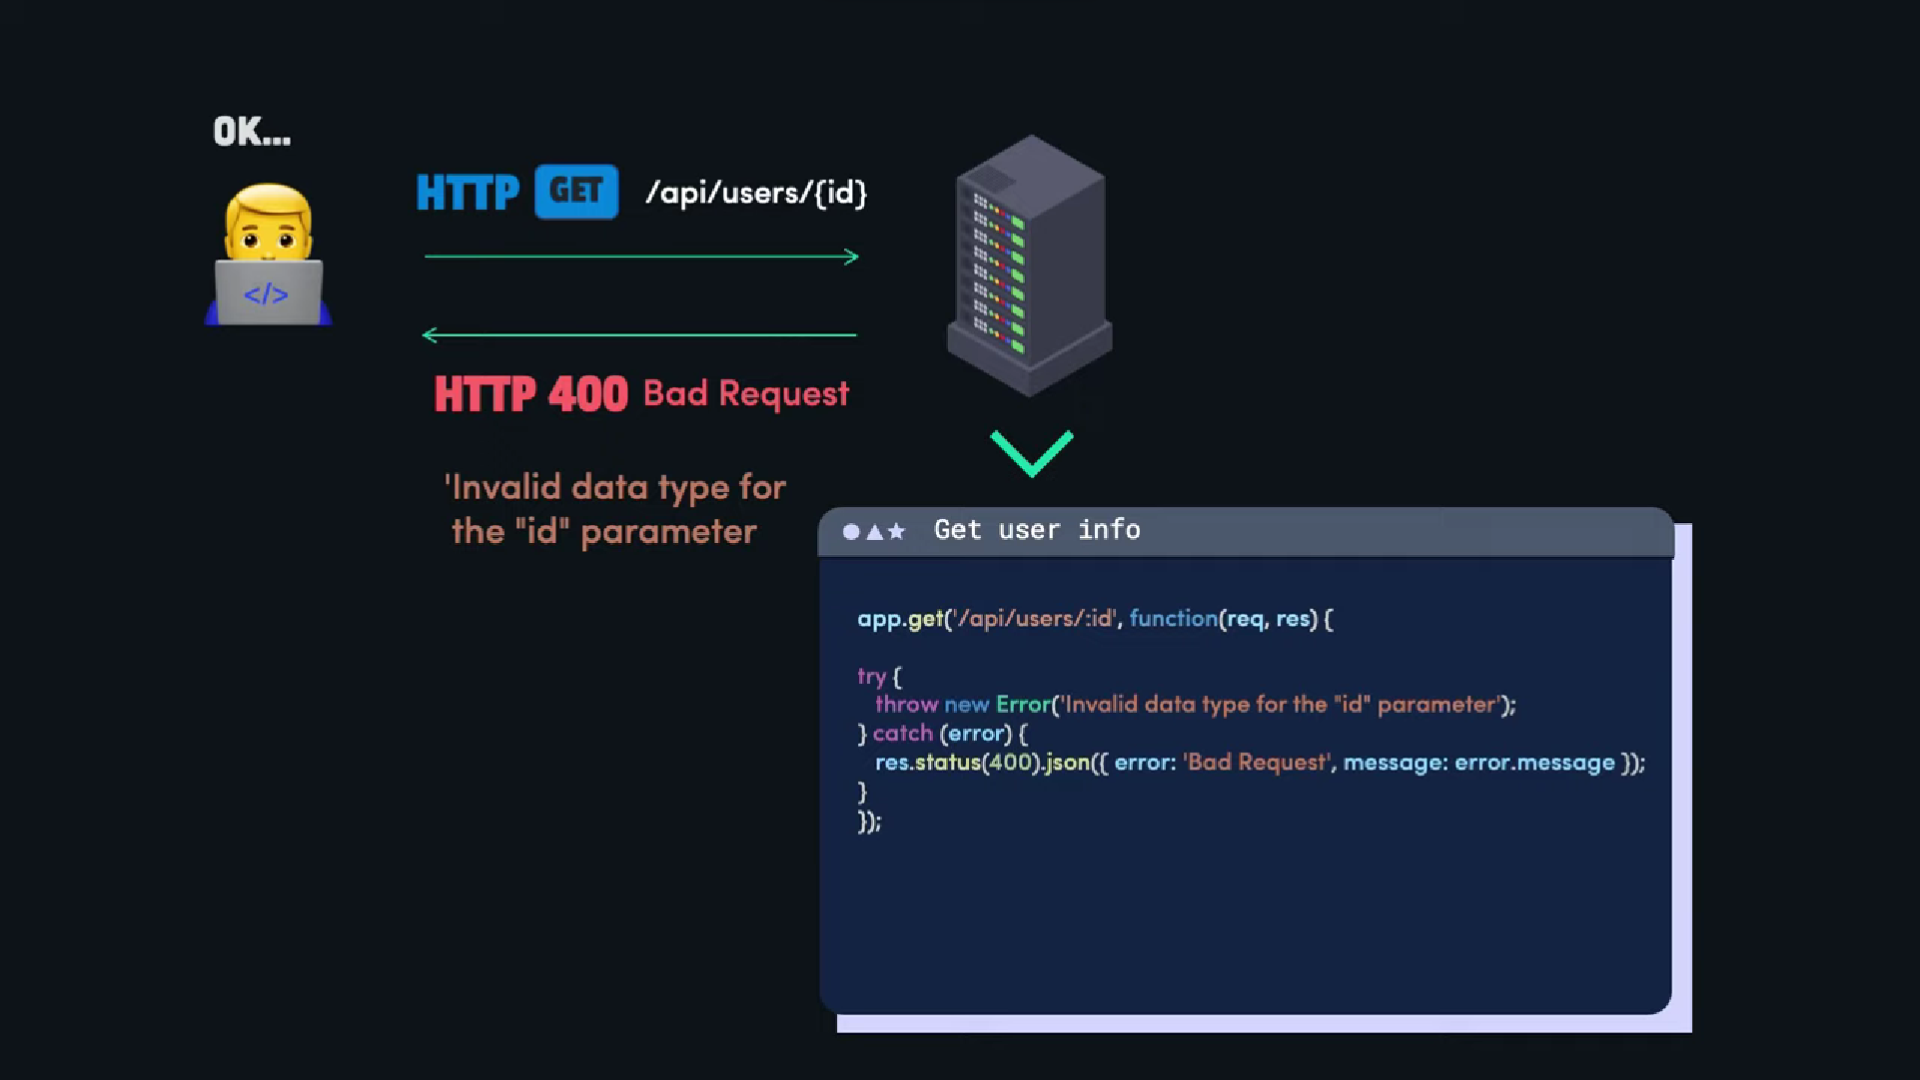 OK...
HTTP GET /api/users/{id}
</>
HTTP 400 Bad Request
'Invalid data type for
the "id" parameter
Get user info
app.get('/api/users/:id', function(req, res) {
try {
throw new Error('Invalid data type for the "id" parameter');
} catch (error) {
res.status(400).json({ error: 'Bad Request', message: error.message });
}
});